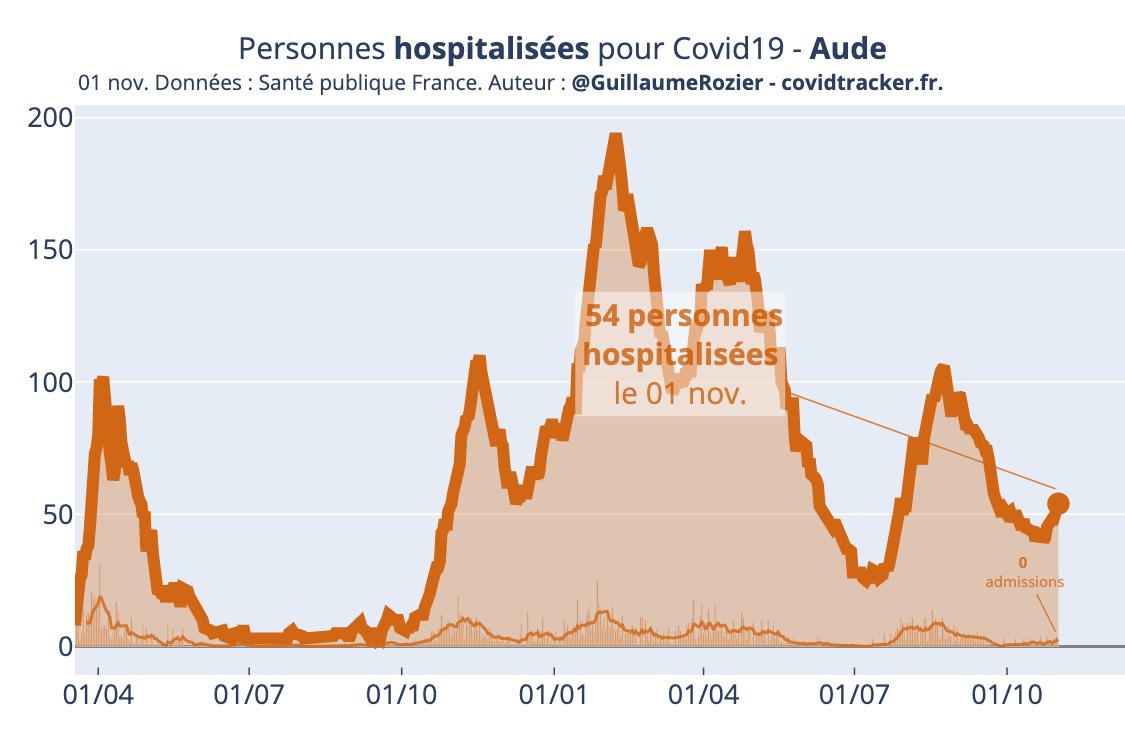 Personnes hospitalisées pour Covid19 - Aude
01 nov. Données : Santé publique France. Auteur : @GuillaumeRozier - covidtracker.fr.
200
150
100
50
0
54 personnes
hospitalisées
le 01 nov.
0
admissions
01/04
01/07
01/10
01/01
01/04
01/07
01/10